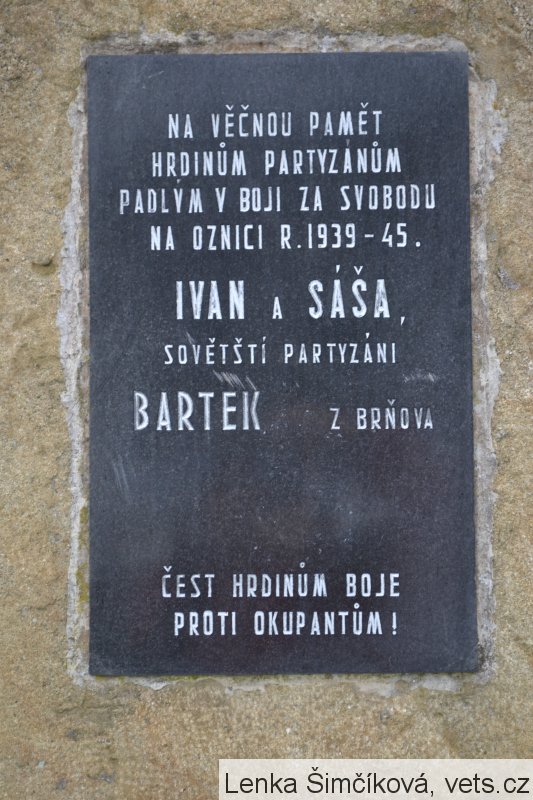 NA VĚČNOU PAMĚT
HRDINŮM PARTYZÁNŮM
PADLÝM V BOJI ZA SVOBODU
NA OZNICI R. 1939 - 45.
IVAN A SÁŠA,
SOVĚTŠTÍ PARTYZÁNI
BARTEK Z BRŇOVA
ČEST HRDINŮM BOJE
PROTI OKUPANTŮM!
Lenka Šimčíková, vets.cz